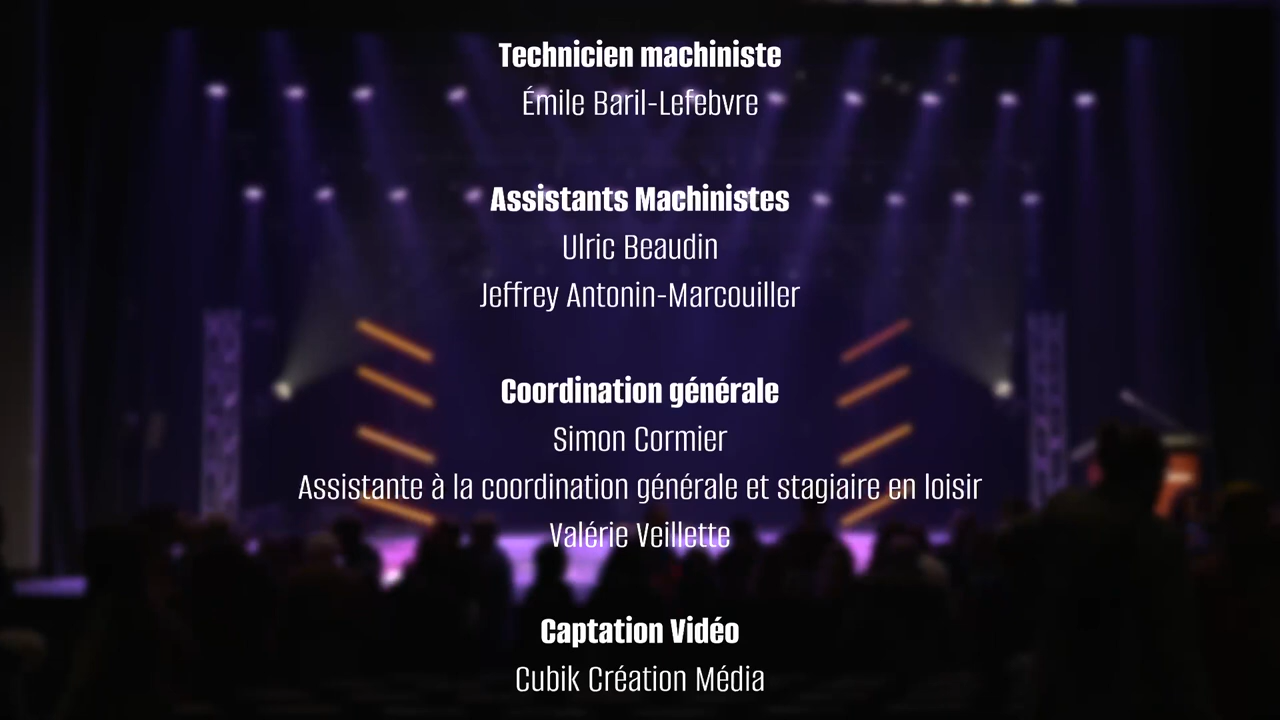 Technicien machiniste
Émile Baril-Lefebvre
Assistants Machinistes
Ulric Beaudin
Jeffrey Antonin-Marcouiller
Coordination générale
Simon Cormier
Assistante à la coordination générale et stagiaire en loisir
Valérie Veillette
Captation Vidéo
Cubik Création Média